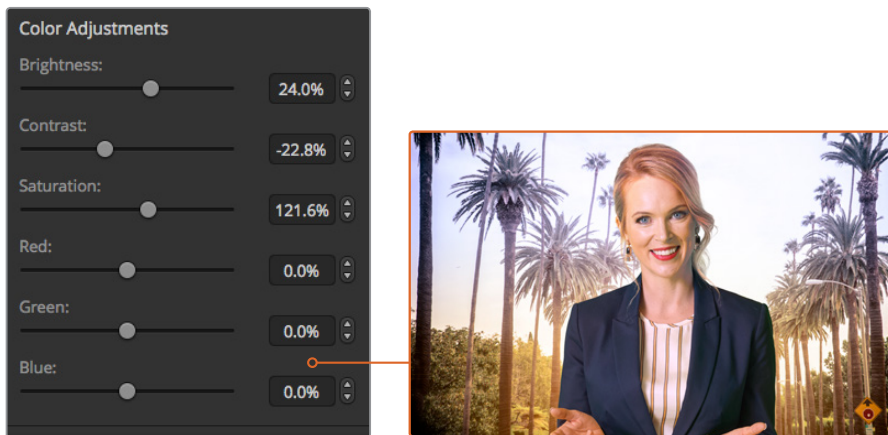 Color Adjustments
Brightness:
24.0%
Contrast:
-22.8%
Saturation:
121.6%
Red:
0.0%
Green:
0.0%
Blue:
0.0%